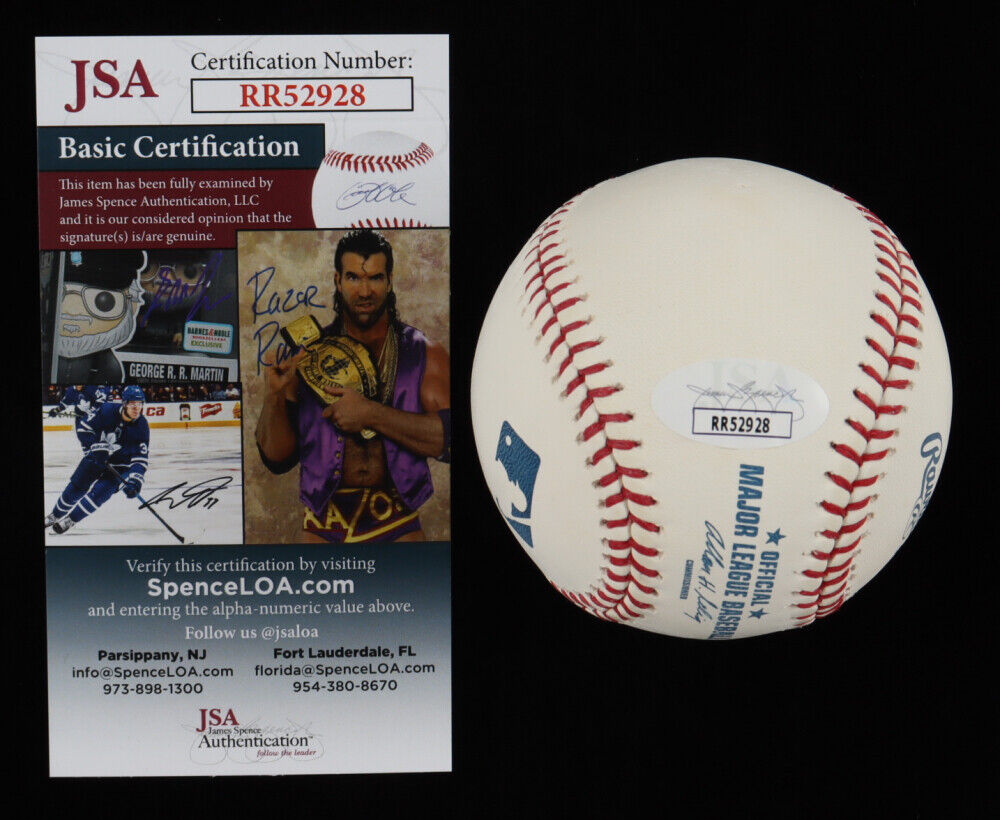 JSA
Certification Number:
RR52928
Basic Certification
This item has been fully examined by
James Spence Authentication, LLC
and it is our considered opinion that the
signature(s) is/are genuine.
BARNES & NOBLE
BOOKSELLERS
EXCLUSIVE
GEORGE R. R. MARTIN
RAZOR
Ramon
Verify this certification by visiting
SpenceLOA.com
and entering the alpha-numeric value above.
Follow us @jsaloa
Parsippany, NJ
info@SpenceLOA.com
973-898-1300
Fort Lauderdale, FL
florida@SpenceLOA.com
954-380-8670
JSA
James Spence
Authentication
follow the leader
JSA
RR52928
OFFICIAL
MAJOR LEAGUE BASEBALL
Allan H. Selig
COMMISSIONER